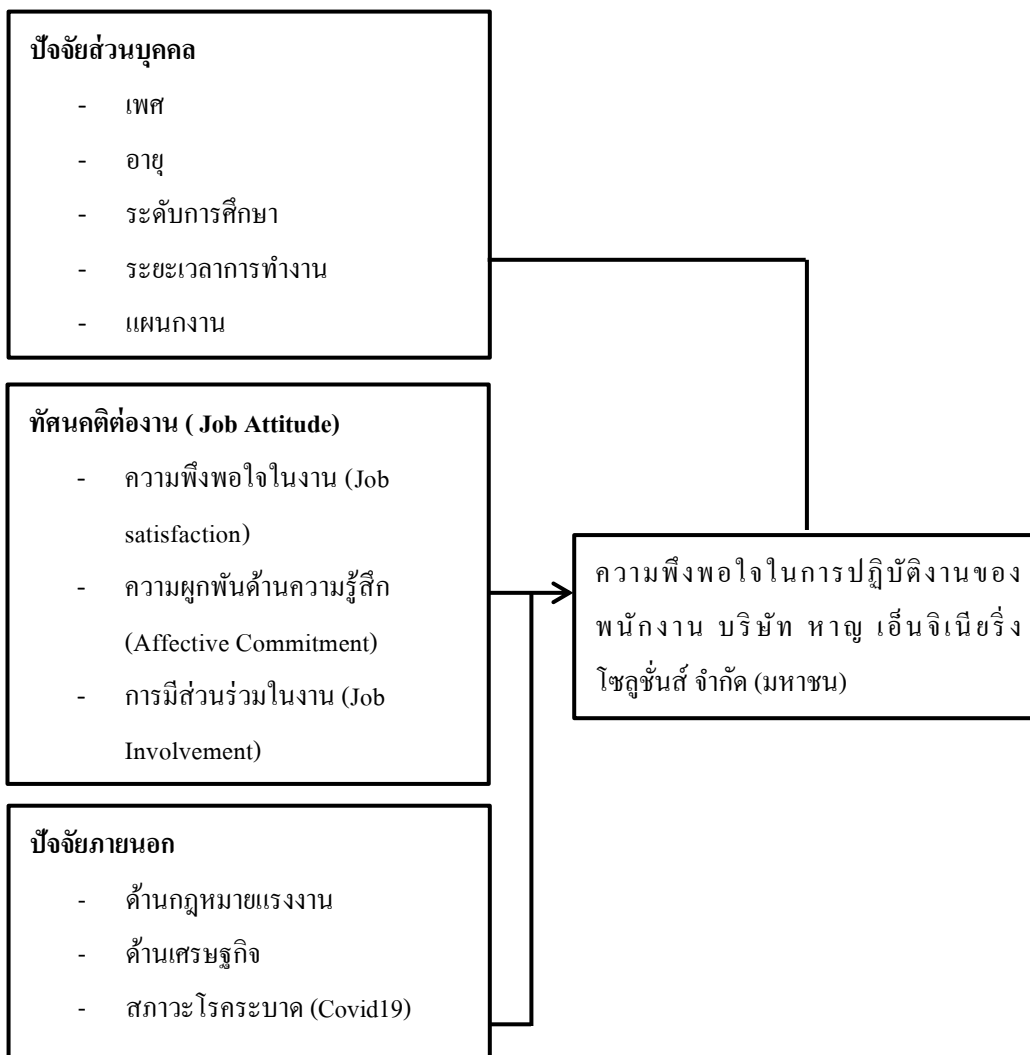 ปัจจัยส่วนบุคคล
- เพศ
- อายุ
- ระดับการศึกษา
- ระยะเวลาการทำงาน
- แผนกงาน
ทัศนคติต่องาน ( Job Attitude)
- ความพึงพอใจในงาน (Job
satisfaction)
- ความผูกพันด้านความรู้สึก
(Affective Commitment)
- การมีส่วนร่วมในงาน (Job
Involvement)
ปัจจัยภายนอก
- ด้านกฎหมายแรงงาน
- ด้านเศรษฐกิจ
- สภาวะโรคระบาด (Covid19)
ความพึงพอใจในการปฏิบัติงานของ
พนักงาน บริษัท หาญ เอ็นจิเนียริ่ง
โซลูชั่นส์ จำกัด (มหาชน)